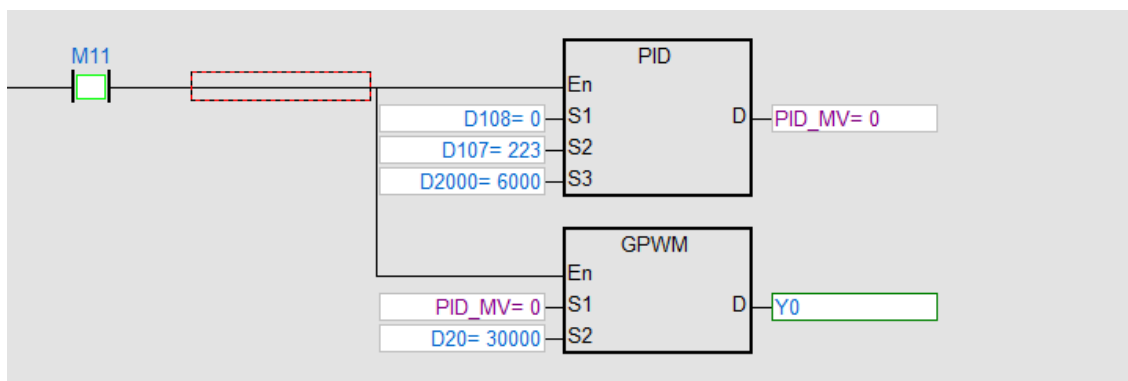 M11
PID
En
D108= 0 S1 D PID_MV= 0
D107= 223 S2
D2000= 6000 S3
GPWM
En
PID_MV= 0 S1 D Y0
D20= 30000 S2